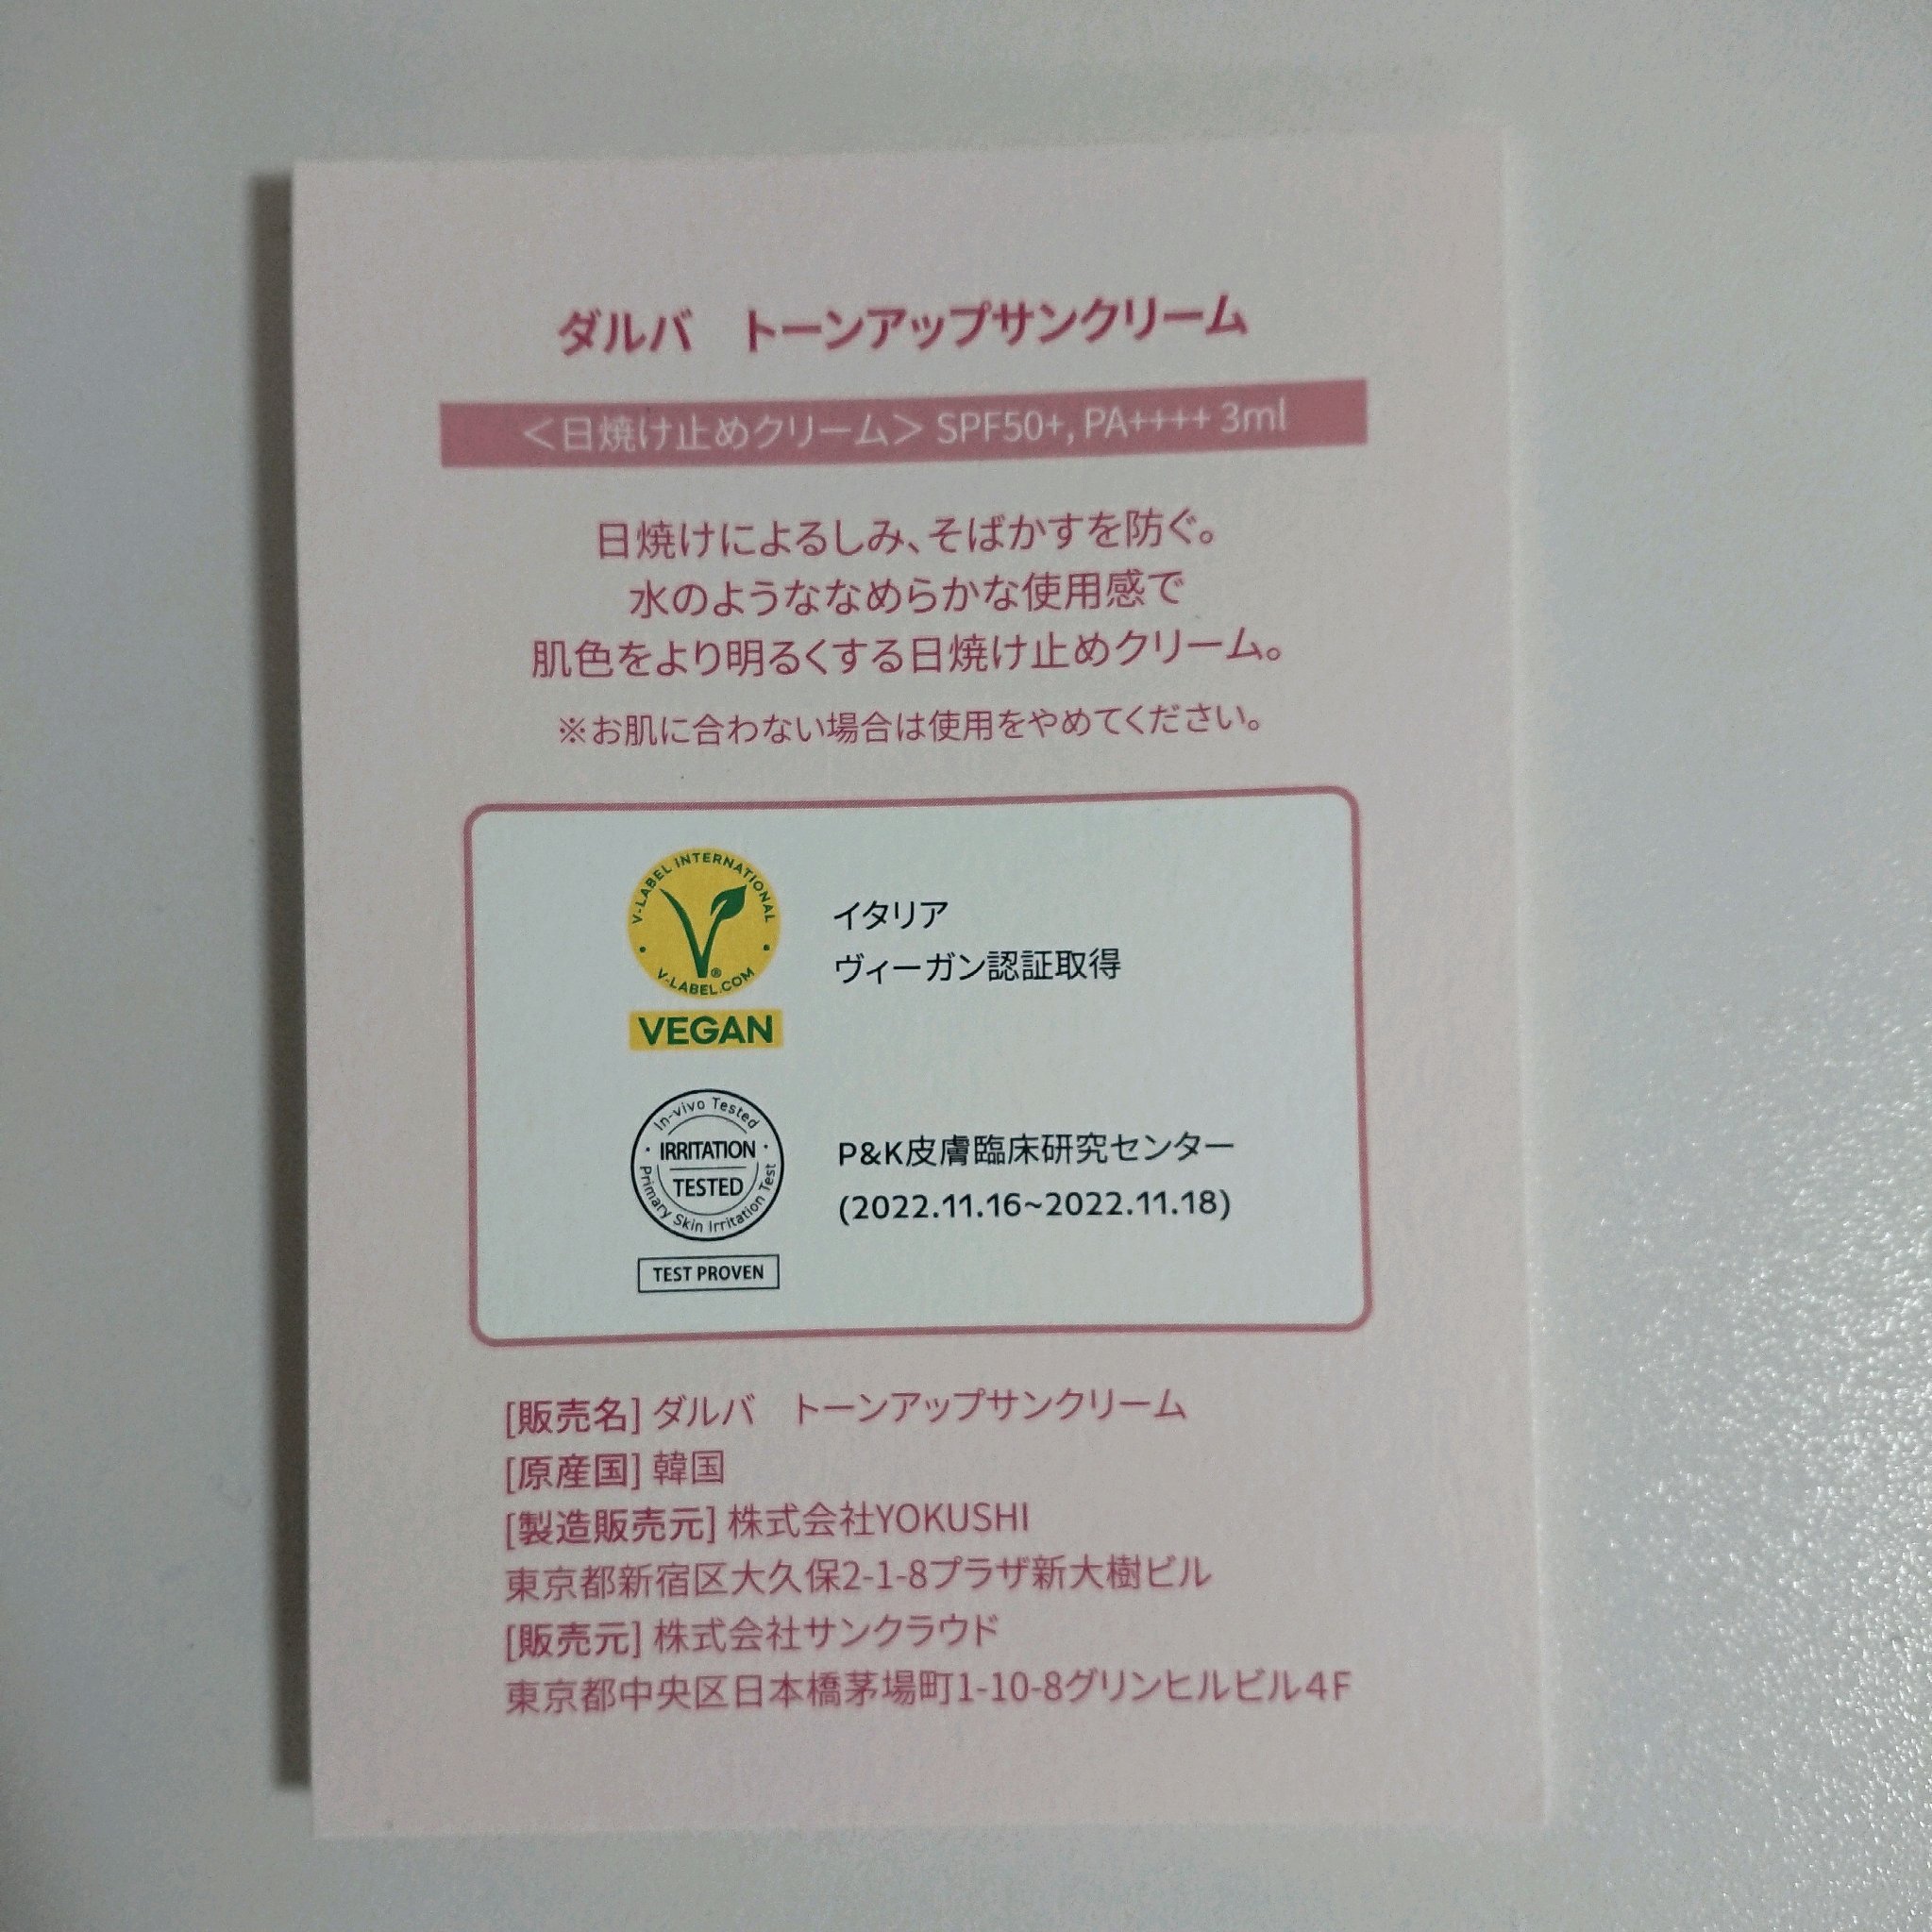 ダルバ　トーンアップサンクリーム
＜日焼け止めクリーム＞ SPF50+, PA++++ 3ml
日焼けによるしみ、そばかすを防ぐ。
水のようななめらかな使用感で
肌色をより明るくする日焼け止めクリーム。
※お肌に合わない場合は使用をやめてください。
V-LABEL INTERNATIONAL
V-LABEL.COM
VEGAN
イタリア
ヴィーガン認証取得
In-vivo Tested
IRRITATION
TESTED
Primary Skin Irritation Test
TEST PROVEN
P&K皮膚臨床研究センター
(2022.11.16~2022.11.18)
[販売名] ダルバ　トーンアップサンクリーム
[原産国] 韓国
[製造販売元] 株式会社YOKUSHI
東京都新宿区大久保2-1-8プラザ新大樹ビル
[販売元] 株式会社サンクラウド
東京都中央区日本橋茅場町1-10-8グリンヒルビル4F